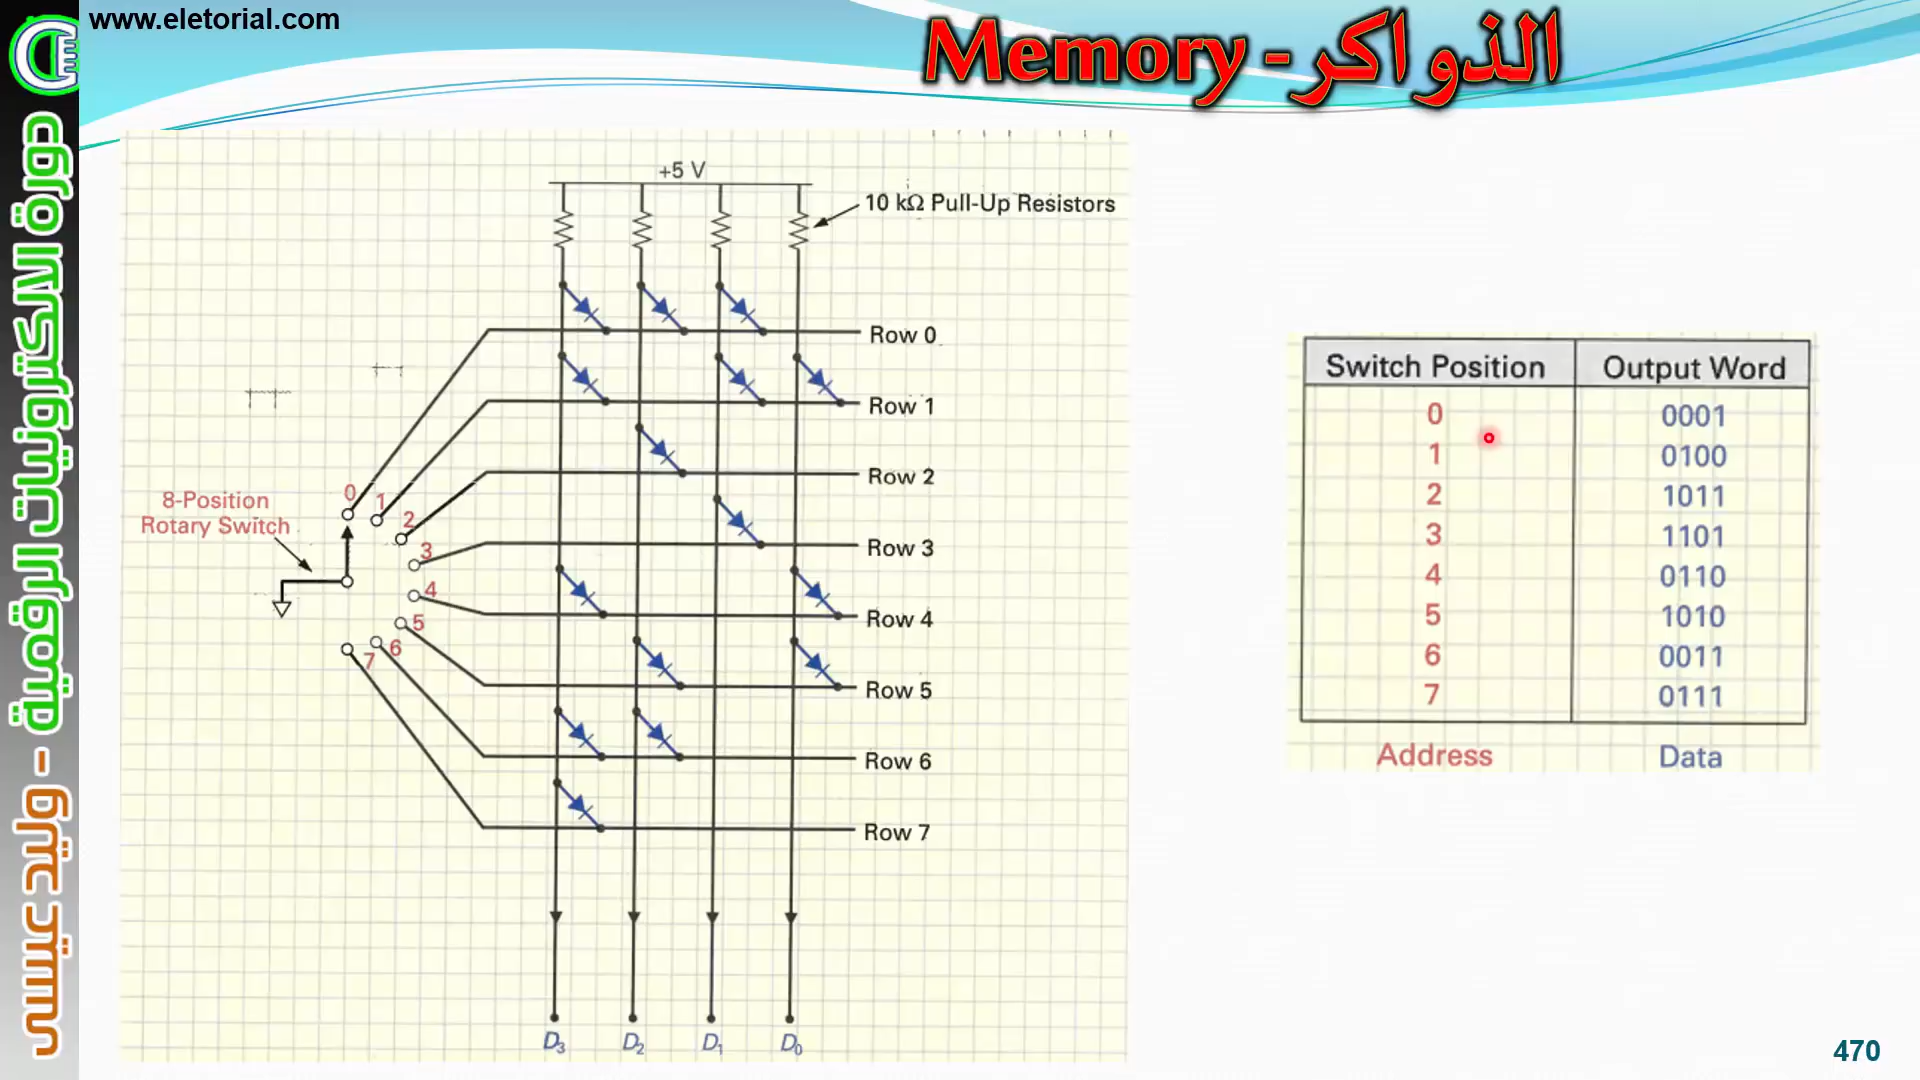 www.eletorial.com
Memory - الذواكر
دورة الالكترونيات الرقمية - وليد عيسى
+5 V
10 kΩ Pull-Up Resistors
Row 0
Row 1
Row 2
Row 3
Row 4
Row 5
Row 6
Row 7
8-Position
Rotary Switch
0
1
2
3
4
5
6
7
D3 D2 D1 D0
Switch Position Output Word
0 0001
1 0100
2 1011
3 1101
4 0110
5 1010
6 0011
7 0111
Address Data
470